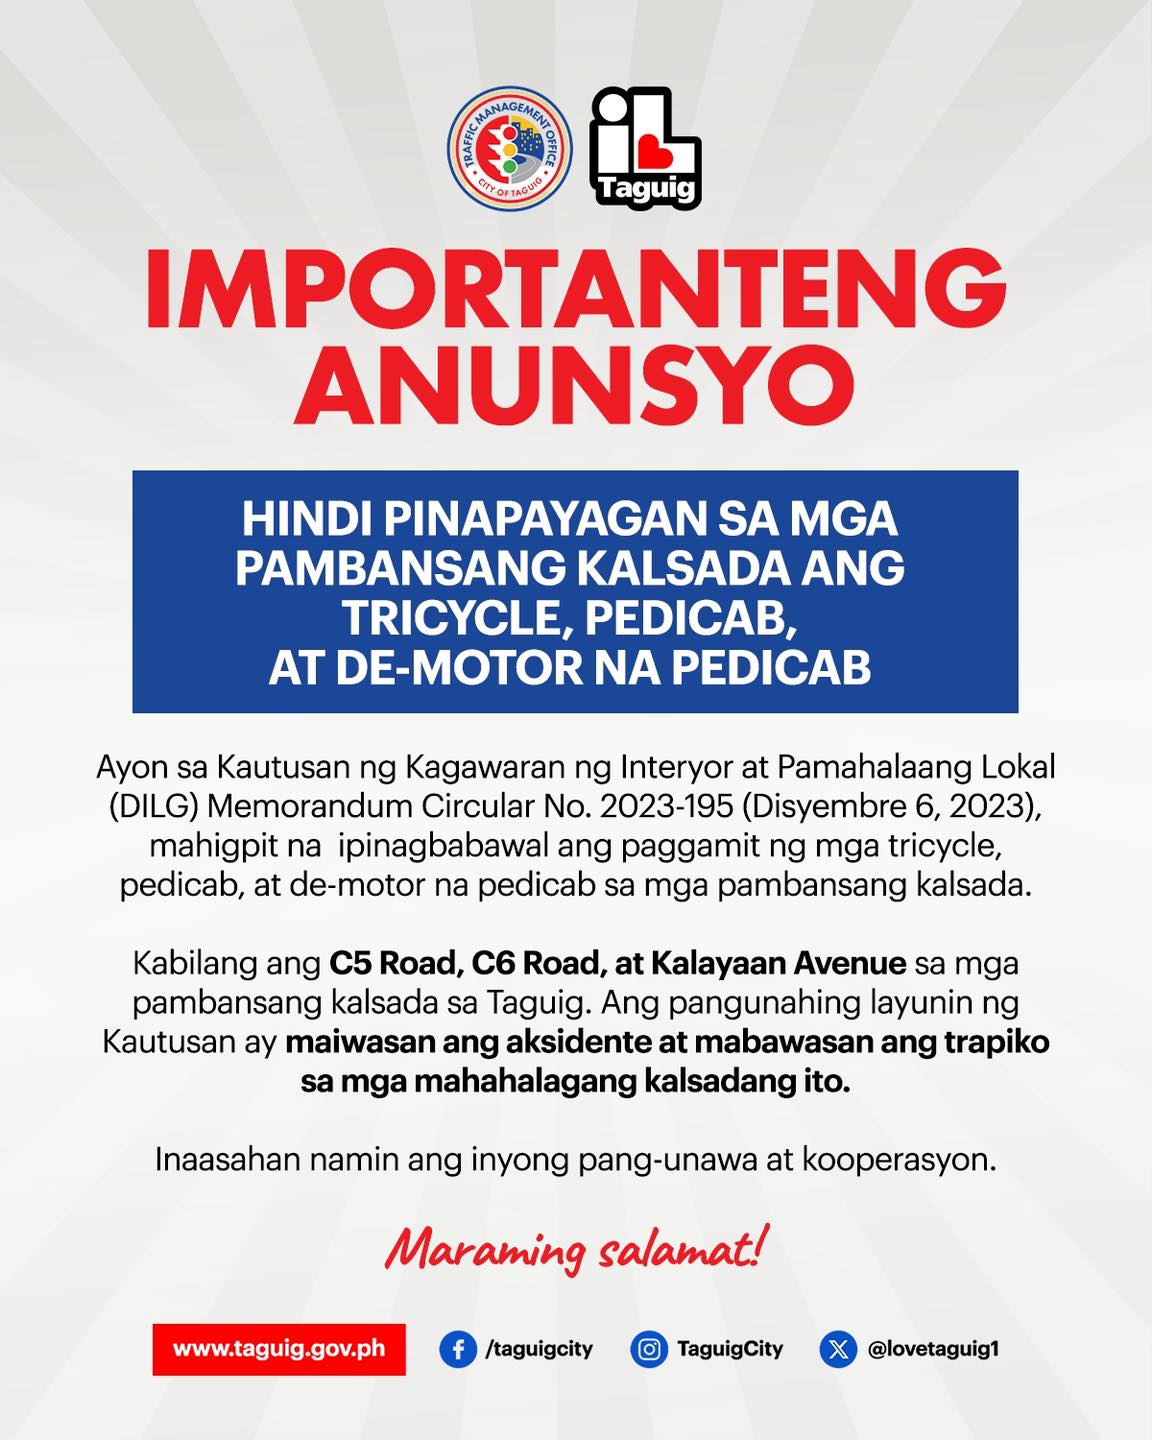 TRAFFIC MANAGEMENT OFFICE
• CITY OF TAGUIG •
iL
Taguig
IMPORTANTENG
ANUNSYO
HINDI PINAPAYAGAN SA MGA
PAMBANSANG KALSADA ANG
TRICYCLE, PEDICAB,
AT DE-MOTOR NA PEDICAB
Ayon sa Kautusan ng Kagawaran ng Interyor at Pamahalaang Lokal
(DILG) Memorandum Circular No. 2023-195 (Disyembre 6, 2023),
mahigpit na  ipinagbabawal ang paggamit ng mga tricycle,
pedicab, at de-motor na pedicab sa mga pambansang kalsada.
Kabilang ang C5 Road, C6 Road, at Kalayaan Avenue sa mga
pambansang kalsada sa Taguig. Ang pangunahing layunin ng
Kautusan ay maiwasan ang aksidente at mabawasan ang trapiko
sa mga mahahalagang kalsadang ito.
Inaasahan namin ang inyong pang-unawa at kooperasyon.
Maraming salamat!
www.taguig.gov.ph /taguigcity TaguigCity @lovetaguig1